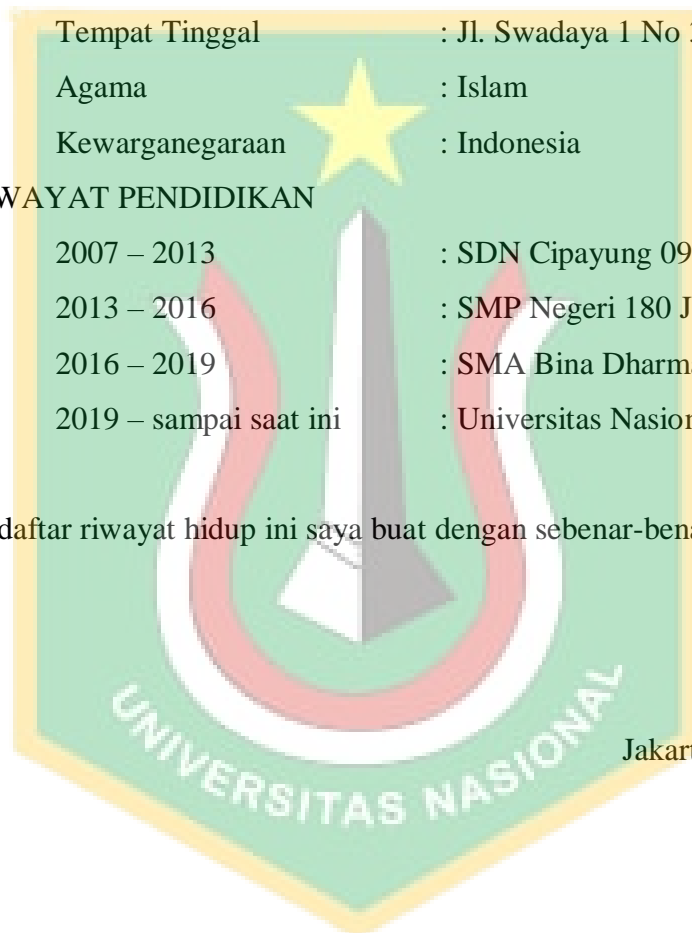 Tempat Tinggal : Jl. Swadaya 1 No
Agama : Islam
Kewarganegaraan : Indonesia
WAYAT PENDIDIKAN
2007 – 2013 : SDN Cipayung 09
2013 – 2016 : SMP Negeri 180 J
2016 – 2019 : SMA Bina Dharma
2019 – sampai saat ini : Universitas Nasion
daftar riwayat hidup ini saya buat dengan sebenar-bena
Jakart
UNIVERSITAS NASIONAL